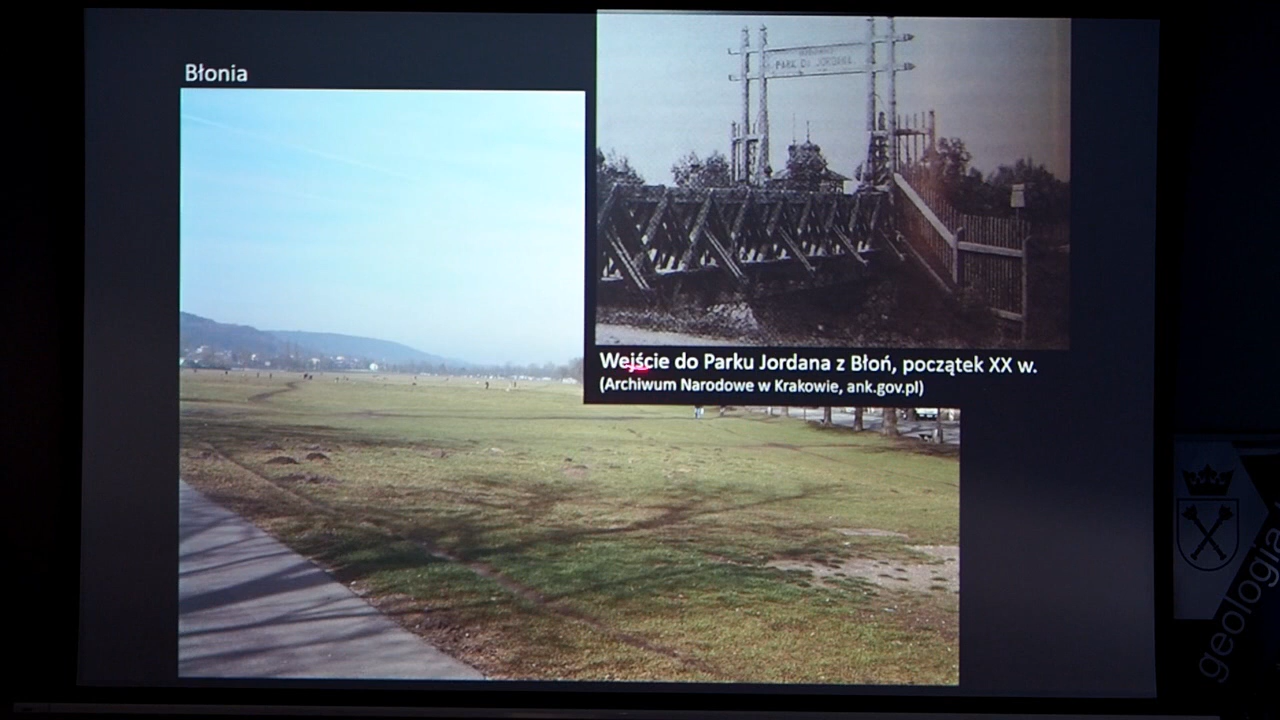 Błonia
PARK Dr JORDANA
Wejście do Parku Jordana z Błoń, początek XX w.
(Archiwum Narodowe w Krakowie, ank.gov.pl)
geologia